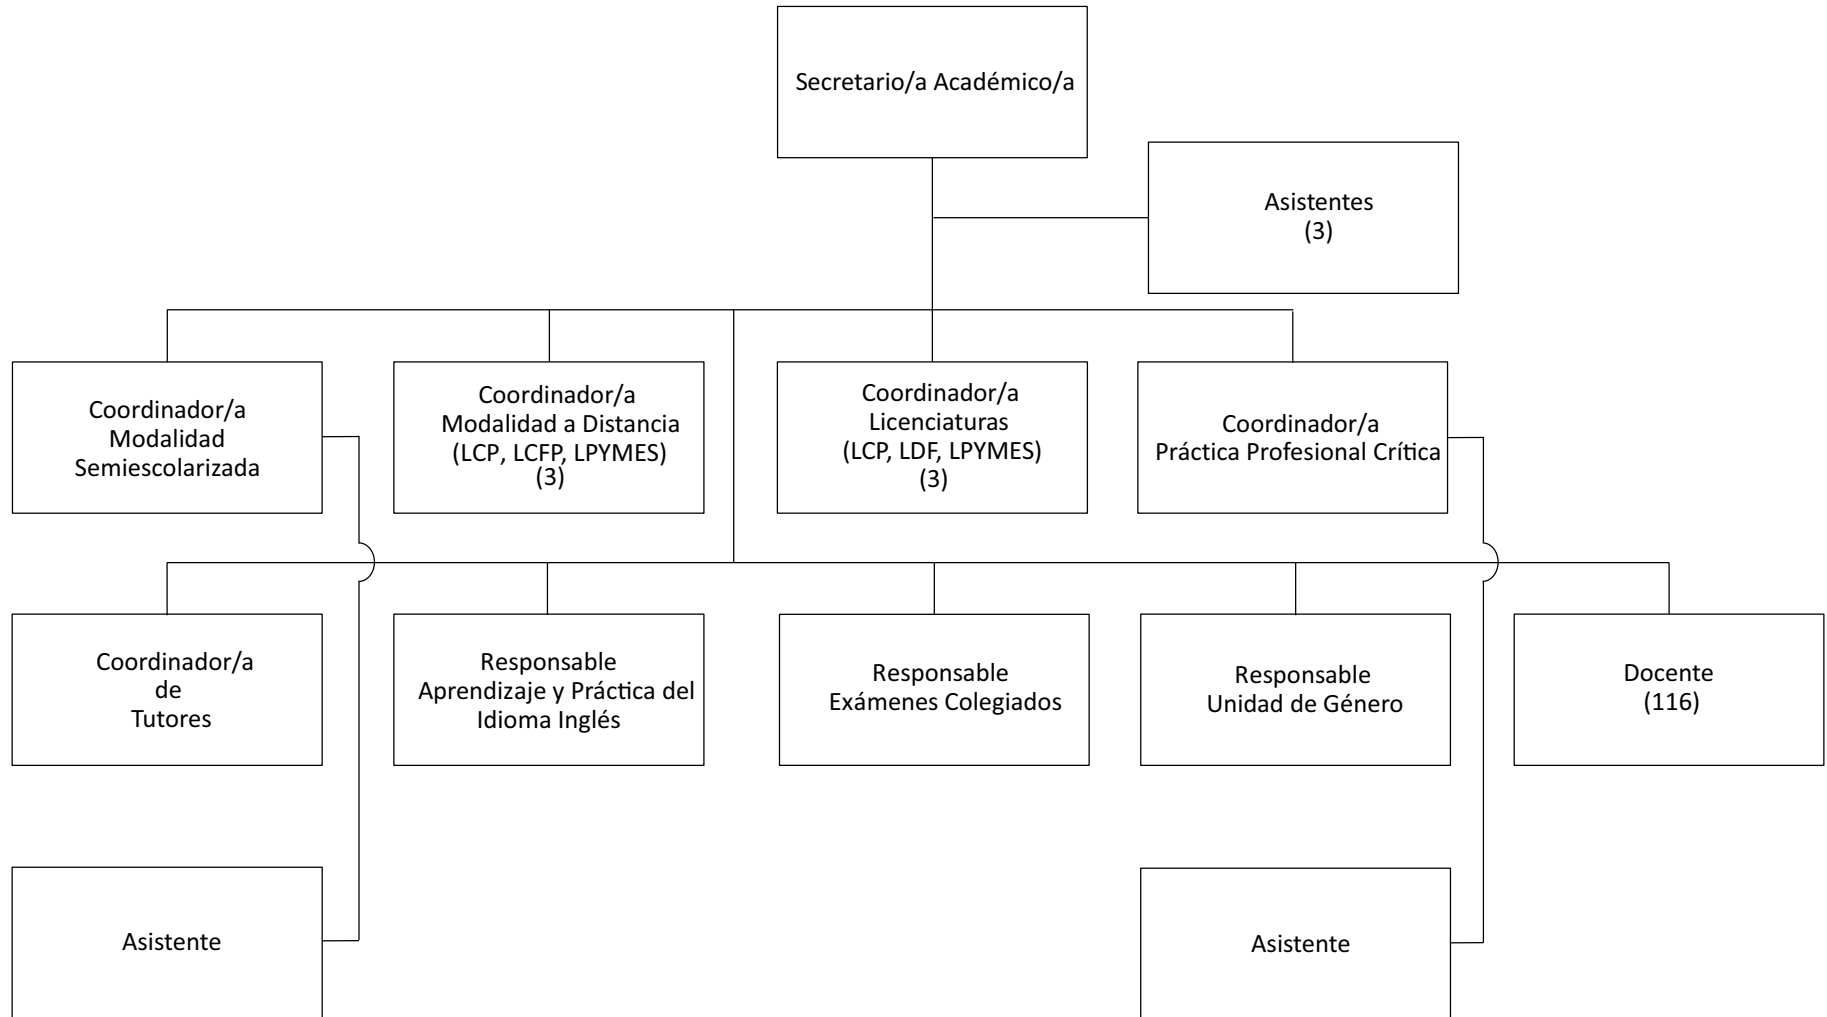 Secretario/a Académico/a
Asistentes
(3)
Coordinador/a
Modalidad
Semiescolarizada
Coordinador/a
Modalidad a Distancia
(LCP, LCFP, LPYMES)
(3)
Coordinador/a
Licenciaturas
(LCP, LDF, LPYMES)
(3)
Coordinador/a
Práctica Profesional Crítica
Coordinador/a
de
Tutores
Responsable
Aprendizaje y Práctica del
Idioma Inglés
Responsable
Exámenes Colegiados
Responsable
Unidad de Género
Docente
(116)
Asistente
Asistente